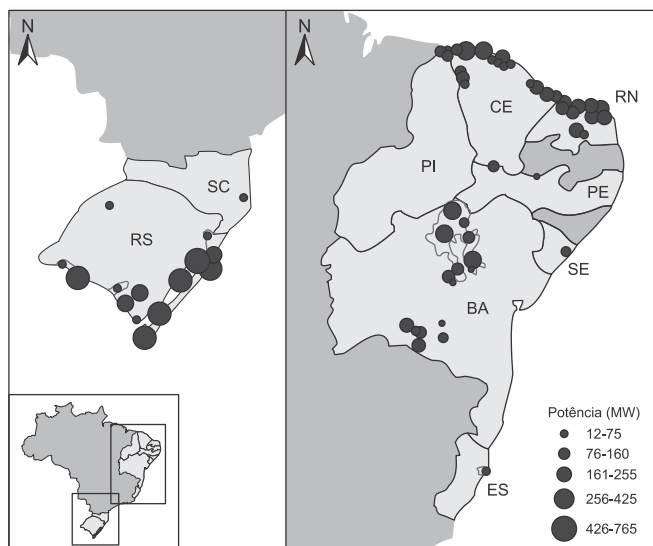 N
SC
RS
N
RN
CE
PI
PE
SE
BA
ES
Potência (MW)
12-75
76-160
161-255
256-425
426-765